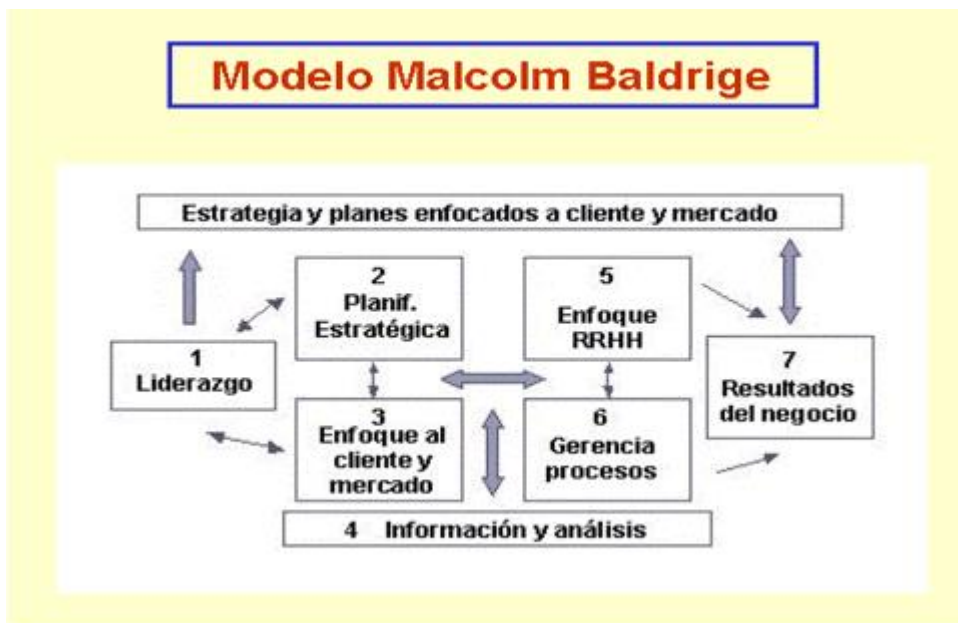 Modelo Malcolm Baldrige
Estrategia y planes enfocados a cliente y mercado
1
Liderazgo
2
Planif.
Estratégica
3
Enfoque al
cliente y
mercado
4 Información y análisis
5
Enfoque
RRHH
6
Gerencia
procesos
7
Resultados
del negocio